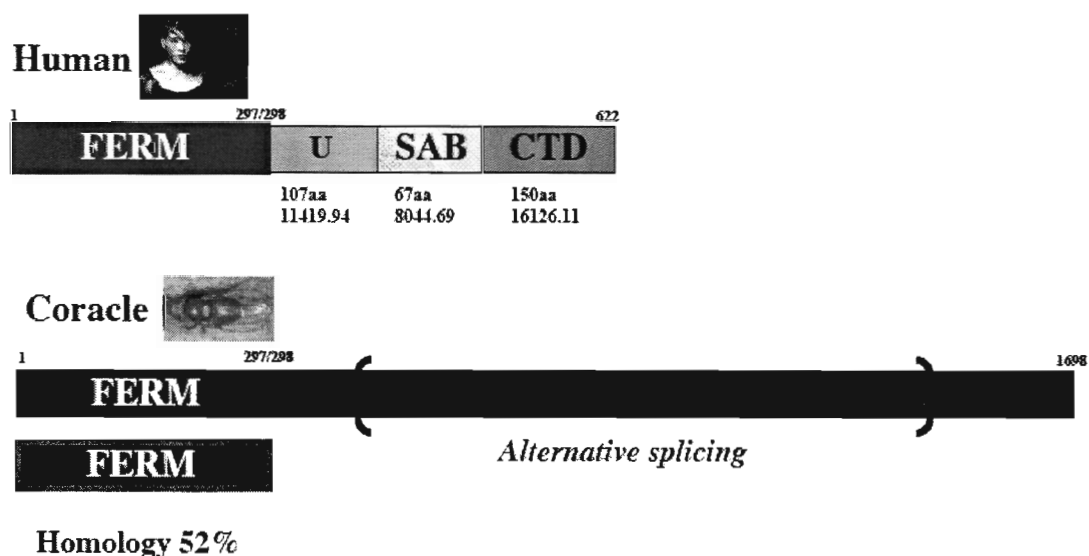 Human
1 297/298 622
FERM U SAB CTD
107aa 67aa 150aa
11419.94 8044.69 16126.11
Coracle
1 297/298 1698
FERM
FERM
Alternative splicing
Homology 52%